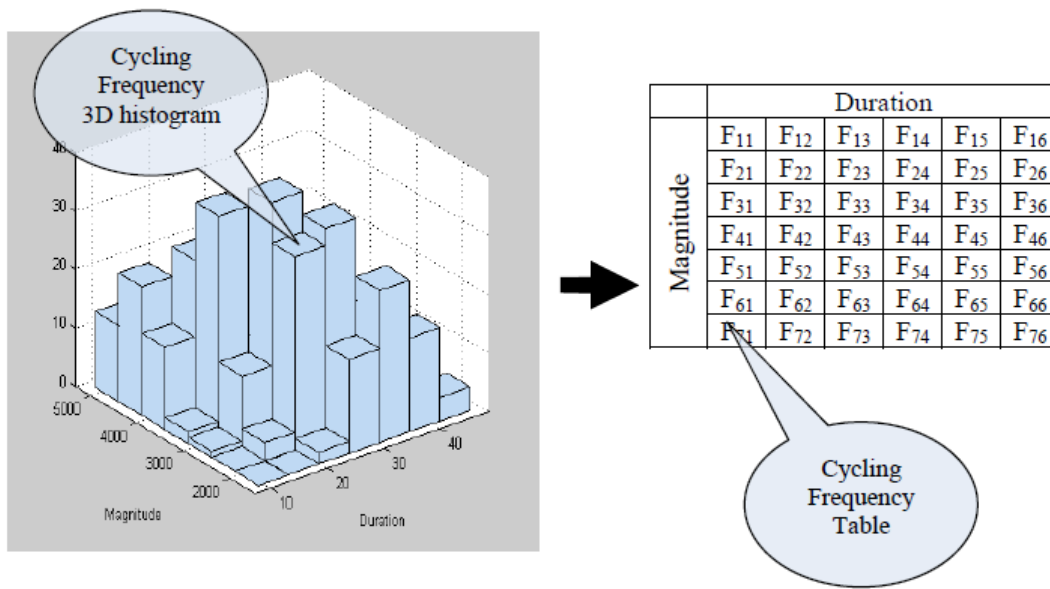 Cycling
Frequency
3D histogram
40
30
20
10
0
5000
4000
3000
2000
Magnitude
10
20
30
40
Duration
Duration
Magnitude
F11 F12 F13 F14 F15 F16
F21 F22 F23 F24 F25 F26
F31 F32 F33 F34 F35 F36
F41 F42 F43 F44 F45 F46
F51 F52 F53 F54 F55 F56
F61 F62 F63 F64 F65 F66
F71 F72 F73 F74 F75 F76
Cycling
Frequency
Table